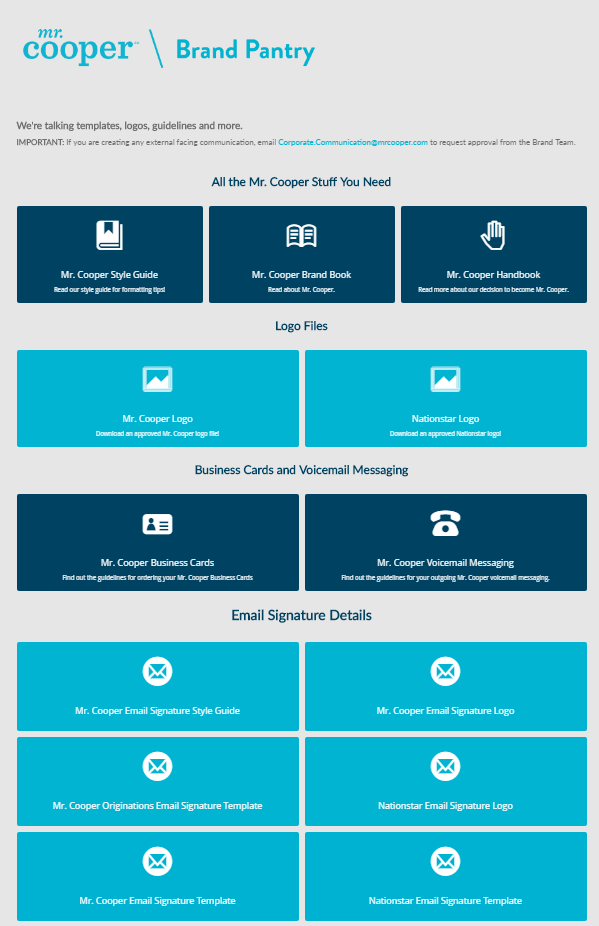 mr.
cooper \ Brand Pantry
We're talking templates, logos, guidelines and more.
IMPORTANT: If you are creating any external facing communication, email Corporate.Communication@mrcooper.com to request approval from the Brand Team.
All the Mr. Cooper Stuff You Need
Mr. Cooper Style Guide
Read our style guide for formatting tips!
Mr. Cooper Brand Book
Read about Mr. Cooper.
Mr. Cooper Handbook
Read more about our decision to become Mr. Cooper.
Logo Files
Mr. Cooper Logo
Download an approved Mr. Cooper logo file!
Nationstar Logo
Download an approved Nationstar logo!
Business Cards and Voicemail Messaging
Mr. Cooper Business Cards
Find out the guidelines for ordering your Mr. Cooper Business Cards
Mr. Cooper Voicemail Messaging
Find out the guidelines for your outgoing Mr. Cooper voicemail messaging.
Email Signature Details
Mr. Cooper Email Signature Style Guide
Mr. Cooper Email Signature Logo
Mr. Cooper Originations Email Signature Template
Nationstar Email Signature Logo
Mr. Cooper Email Signature Template
Nationstar Email Signature Template